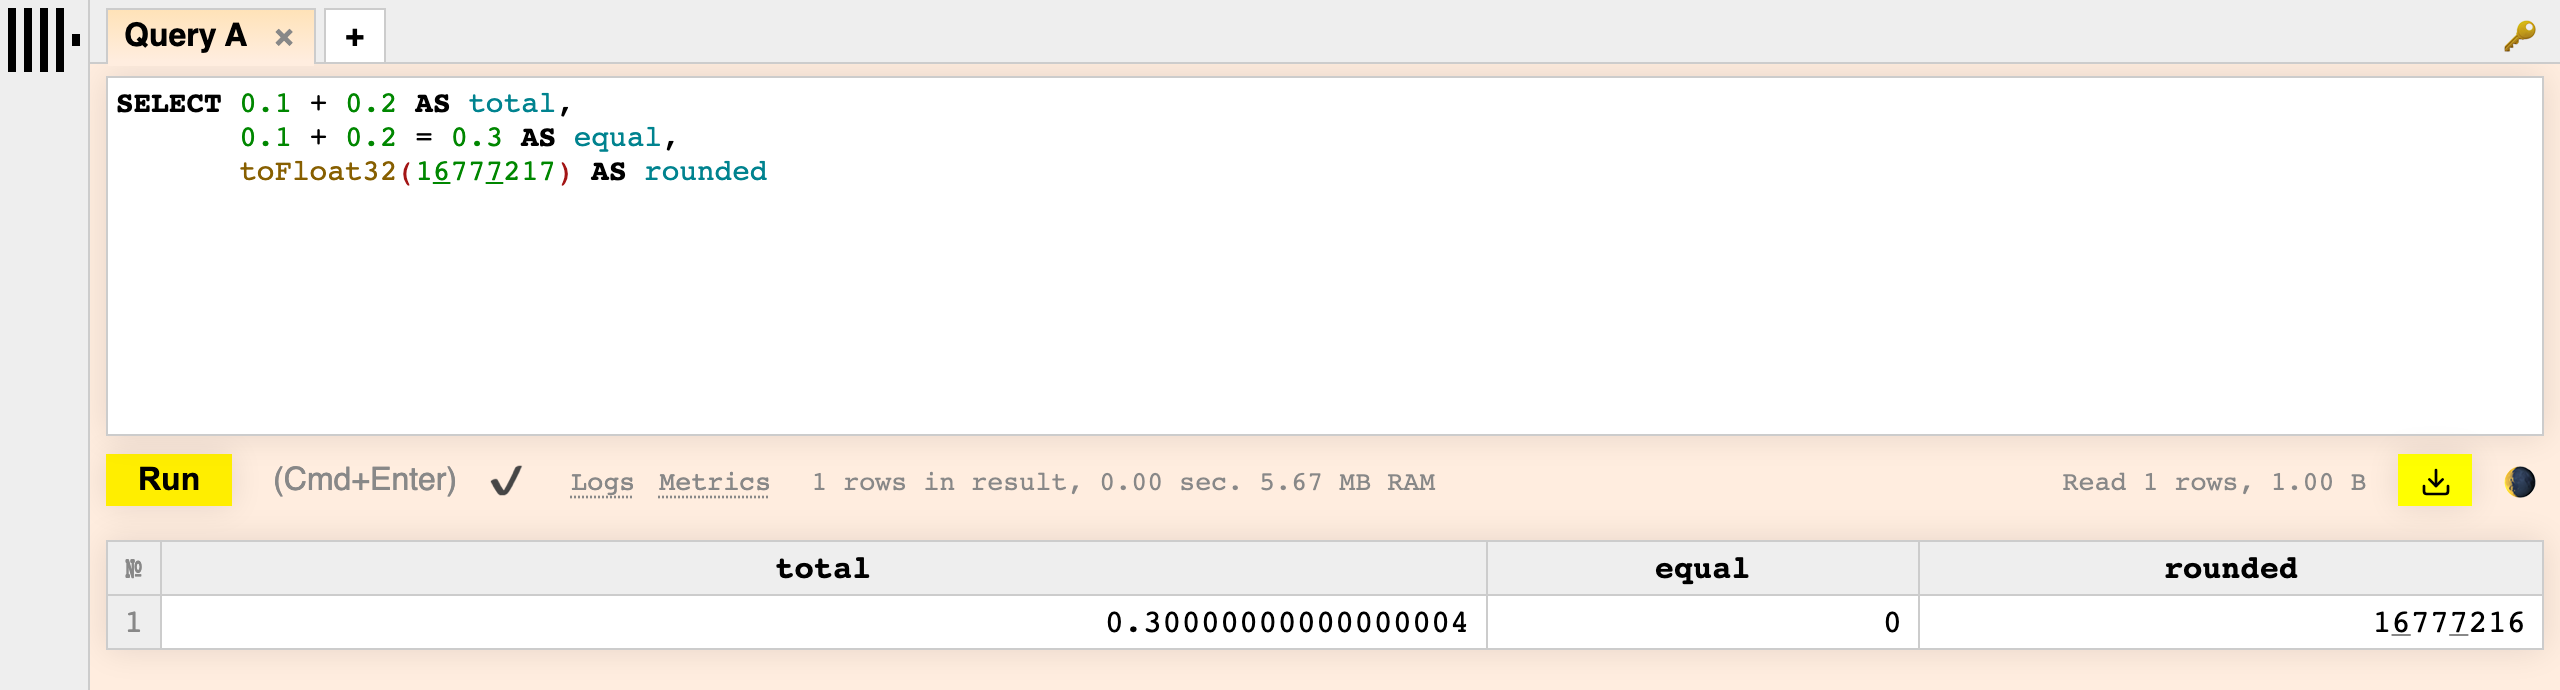 Query A × +
SELECT 0.1 + 0.2 AS total,
0.1 + 0.2 = 0.3 AS equal,
toFloat32(16777217) AS rounded
Run (Cmd+Enter) ✔ Logs Metrics 1 rows in result, 0.00 sec. 5.67 MB RAM Read 1 rows, 1.00 B
№ total equal rounded
1 0.30000000000000004 0 16777216